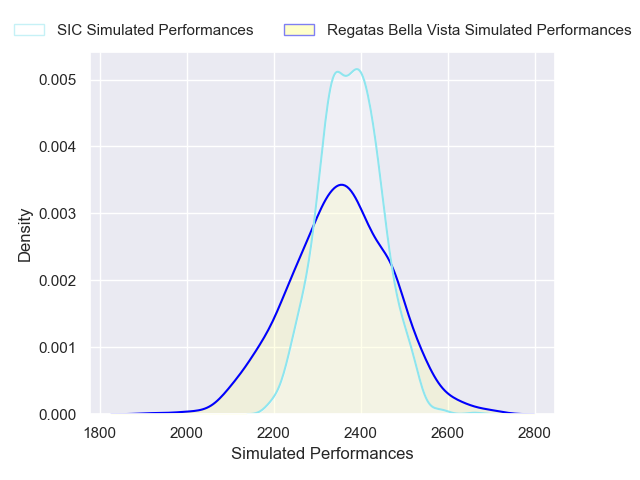 SIC Simulated Performances
Regatas Bella Vista Simulated Performances
0.005
0.004
0.003
0.002
0.001
0.000
Density
1800 2000 2200 2400 2600 2800
Simulated Performances